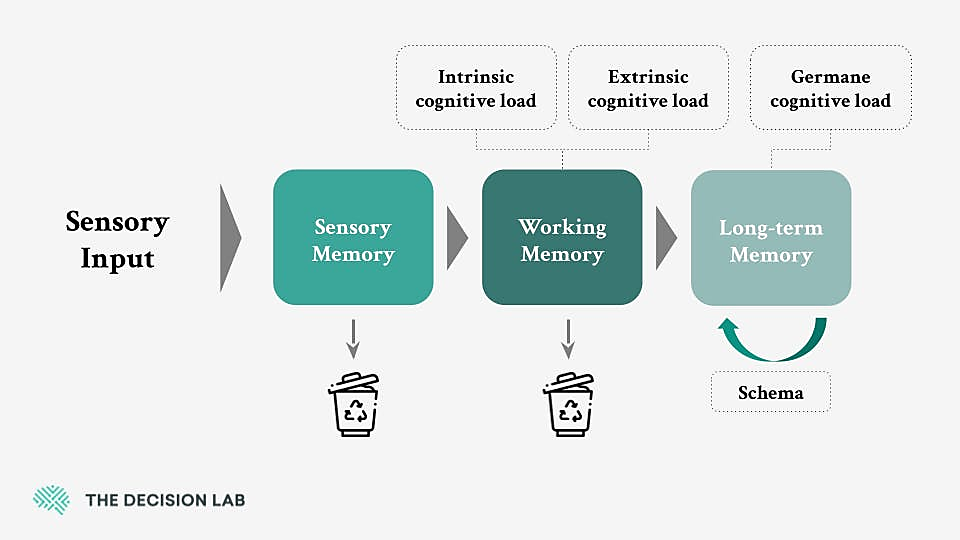 Intrinsic
cognitive load
Extrinsic
cognitive load
Germane
cognitive load
Sensory
Input
Sensory
Memory
Working
Memory
Long-term
Memory
Schema
THE DECISION LAB